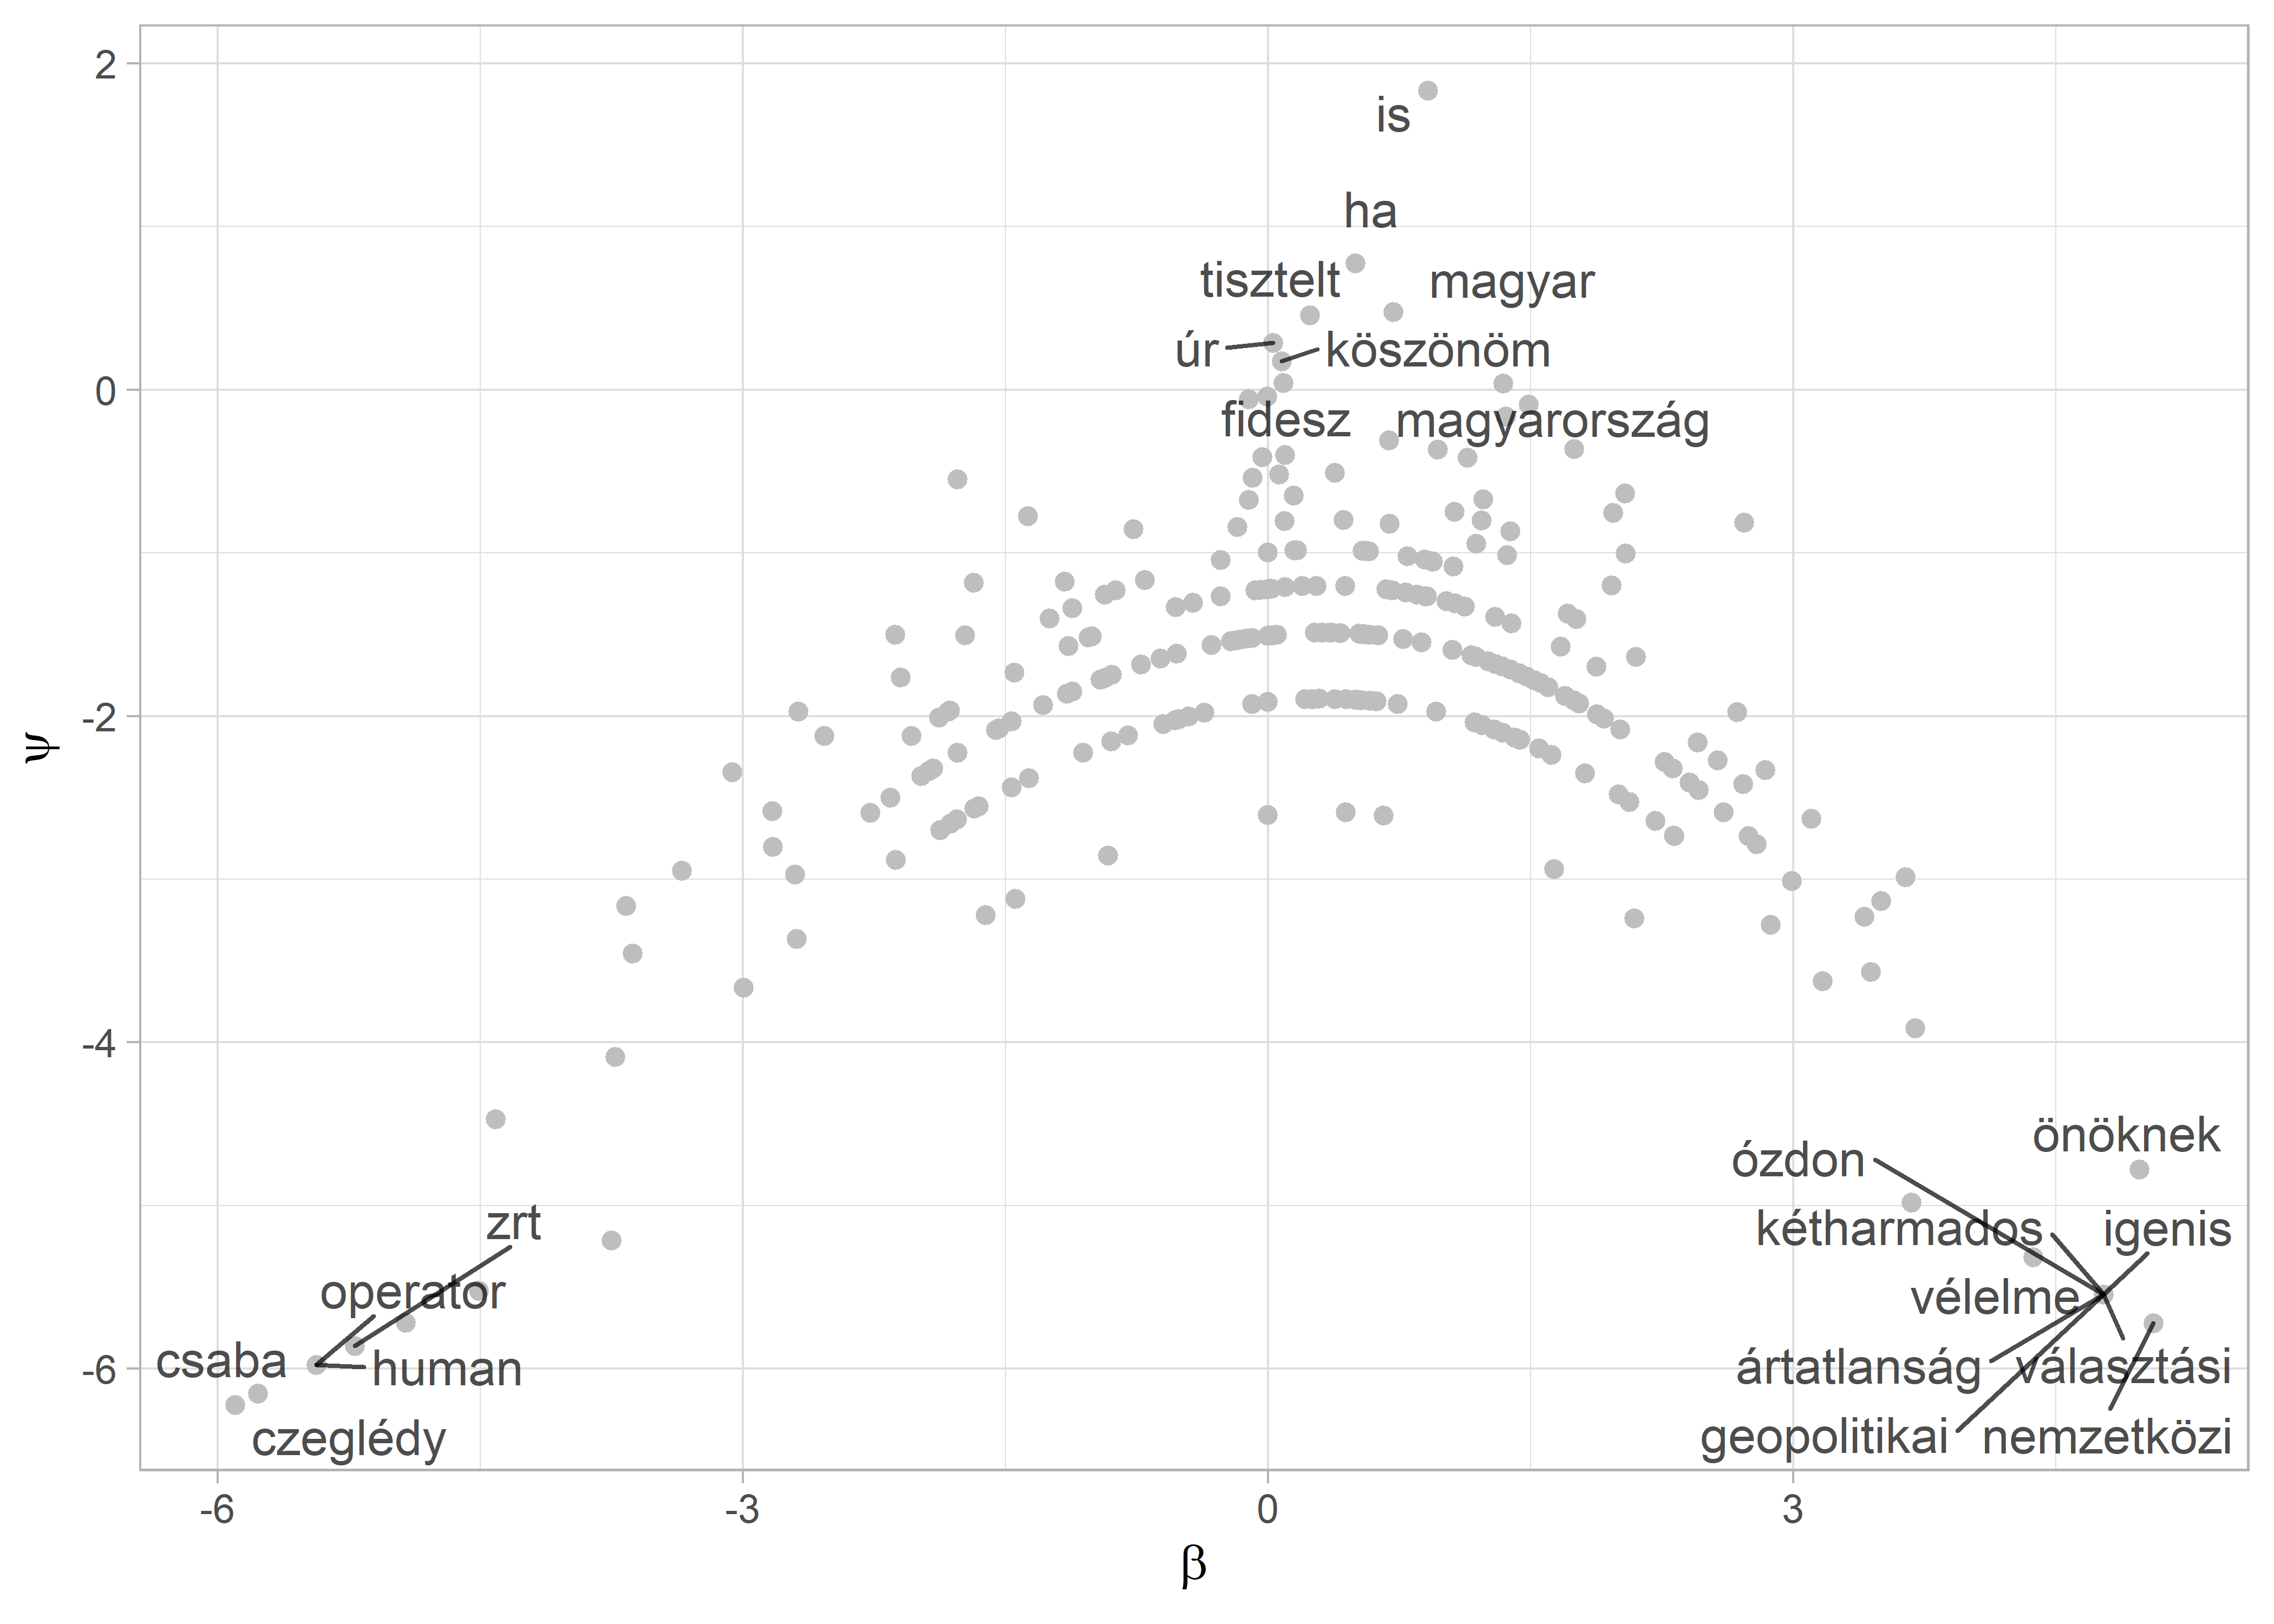 2
is
ha
tisztelt
magyar
úr
köszönöm
0
fidesz
magyarország
-2
ψ
-4
önöknek
ózdon
zrt
kétharmados
igenis
operator
vélelme
csaba
human
-6
ártatlanság
választási
czeglédy
geopolitikai
nemzetközi
-6
-3
0
3
β